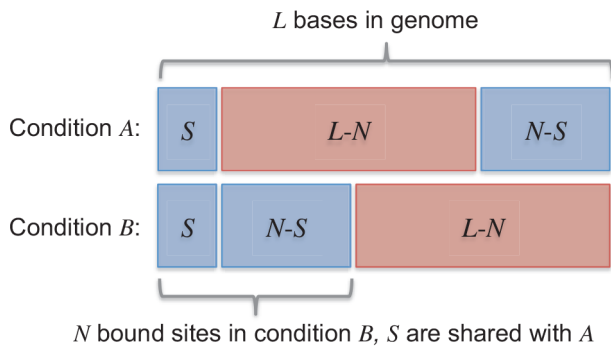 L bases in genome
Condition A: S L-N N-S
Condition B: S N-S L-N
N bound sites in condition B, S are shared with A